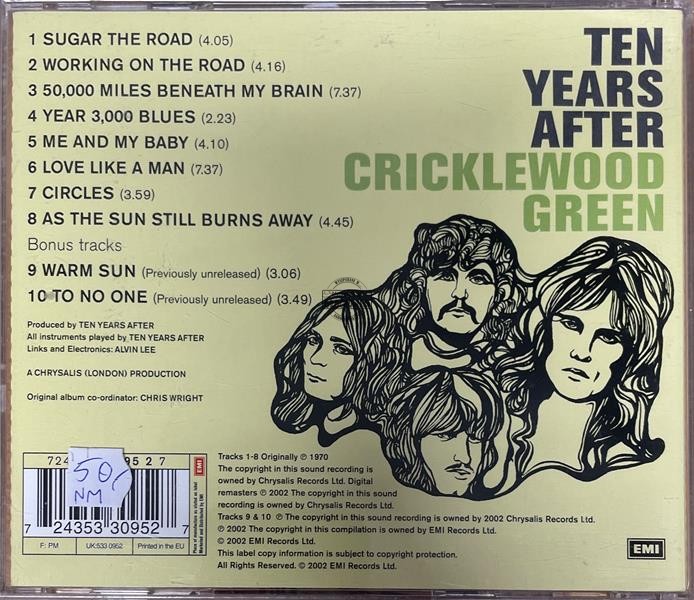 1 SUGAR THE ROAD (4.05)
2 WORKING ON THE ROAD (4.16)
3 50,000 MILES BENEATH MY BRAIN (7.37)
4 YEAR 3,000 BLUES (2.23)
5 ME AND MY BABY (4.10)
6 LOVE LIKE A MAN (7.37)
7 CIRCLES (3.59)
8 AS THE SUN STILL BURNS AWAY (4.45)
Bonus tracks
9 WARM SUN (Previously unreleased) (3.06)
10 TO NO ONE (Previously unreleased) (3.49)
Produced by TEN YEARS AFTER
All instruments played by TEN YEARS AFTER
Links and Electronics: ALVIN LEE
A CHRYSALIS (LONDON) PRODUCTION
Original album co-ordinator: CHRIS WRIGHT
TEN
YEARS
AFTER
CRICKLEWOOD
GREEN
72 95 2 7
50,-
NM
7 24353 30952 7
F: PM
UK:533 0952
Printed in the EU
EMI
Tracks 1-8 Originally ℗ 1970
The copyright in this sound recording is
owned by Chrysalis Records Ltd. Digital
remasters ℗ 2002 The copyright in this sound
recording is owned by Chrysalis Records Ltd.
Tracks 9 & 10 ℗ The copyright in this sound recording is owned by 2002 Chrysalis Records Ltd.
℗ 2002 The copyright in this compilation is owned by EMI Records Ltd.
© 2002 EMI Records Ltd.
This label copy information is subject to copyright protection.
All Rights Reserved. © 2002 EMI Records Ltd.
EMI